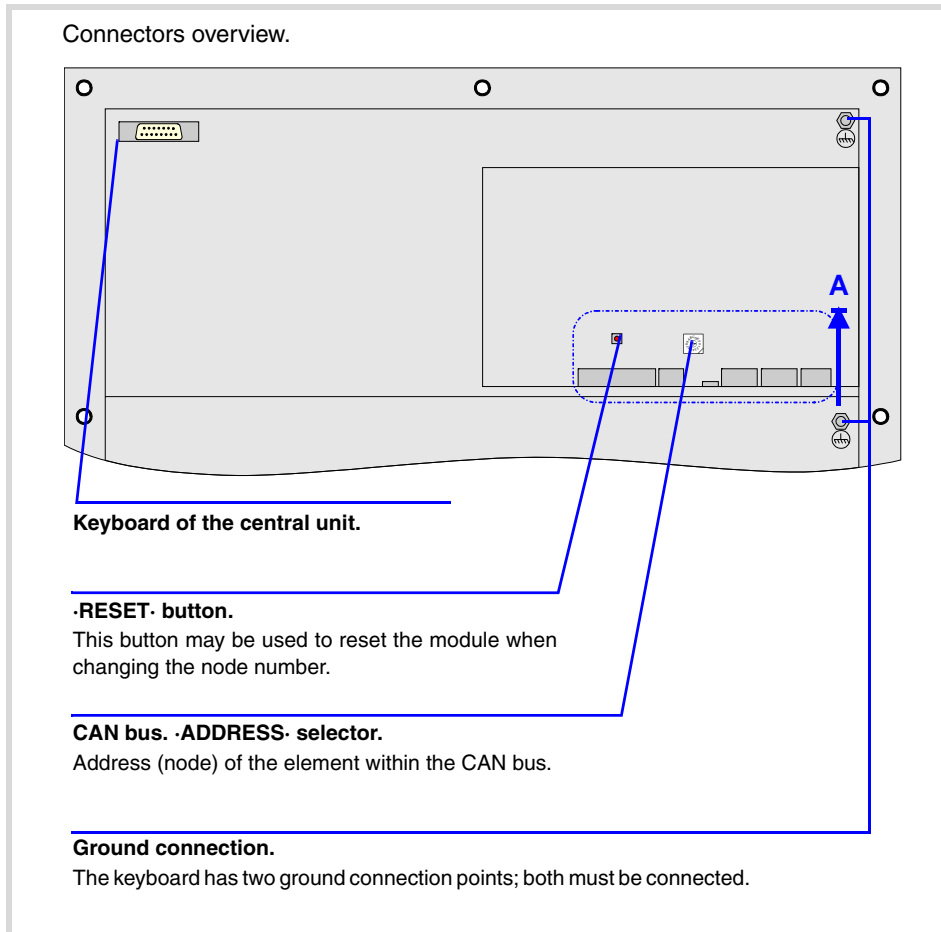 Connectors overview.
A
Keyboard of the central unit.
·RESET· button.
This button may be used to reset the module when
changing the node number.
CAN bus. ·ADDRESS· selector.
Address (node) of the element within the CAN bus.
Ground connection.
The keyboard has two ground connection points; both must be connected.